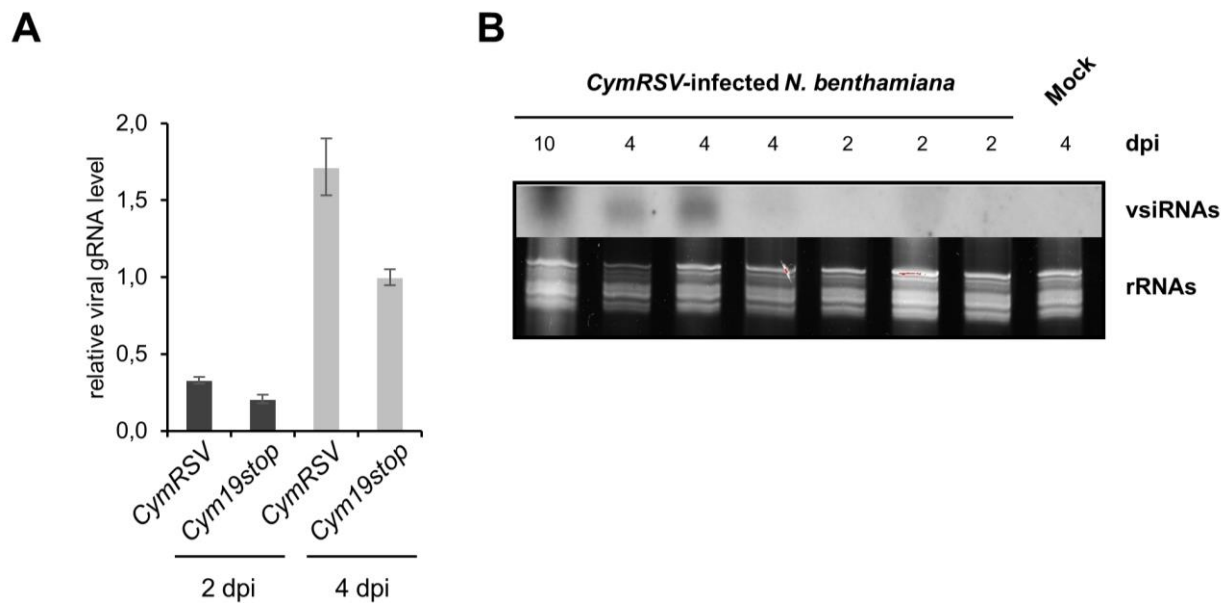 A
relative viral gRNA level
2,0
1,5
1,0
0,5
0,0
CymRSV
Cym19stop
CymRSV
Cym19stop
2 dpi
4 dpi
B
CymRSV-infected N. benthamiana
Mock
10 4 4 4 2 2 2 4 dpi
vsiRNAs
rRNAs